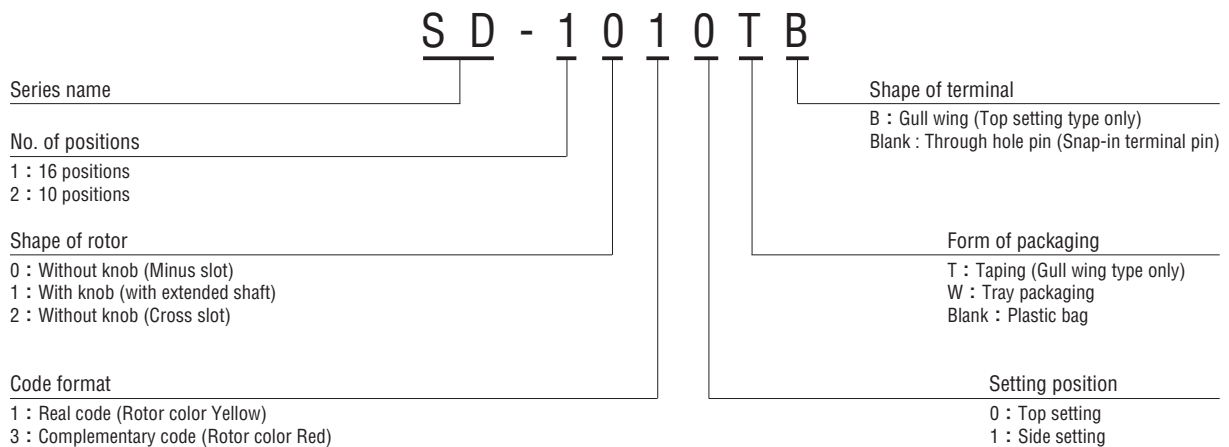 S D - 1 0 1 0 T B
Series name
No. of positions
1：16 positions
2：10 positions
Shape of rotor
0：Without knob (Minus slot)
1：With knob (with extended shaft)
2：Without knob (Cross slot)
Code format
1：Real code (Rotor color Yellow)
3：Complementary code (Rotor color Red)
Shape of terminal
B：Gull wing (Top setting type only)
Blank : Through hole pin (Snap-in terminal pin)
Form of packaging
T：Taping (Gull wing type only)
W：Tray packaging
Blank：Plastic bag
Setting position
0：Top setting
1：Side setting